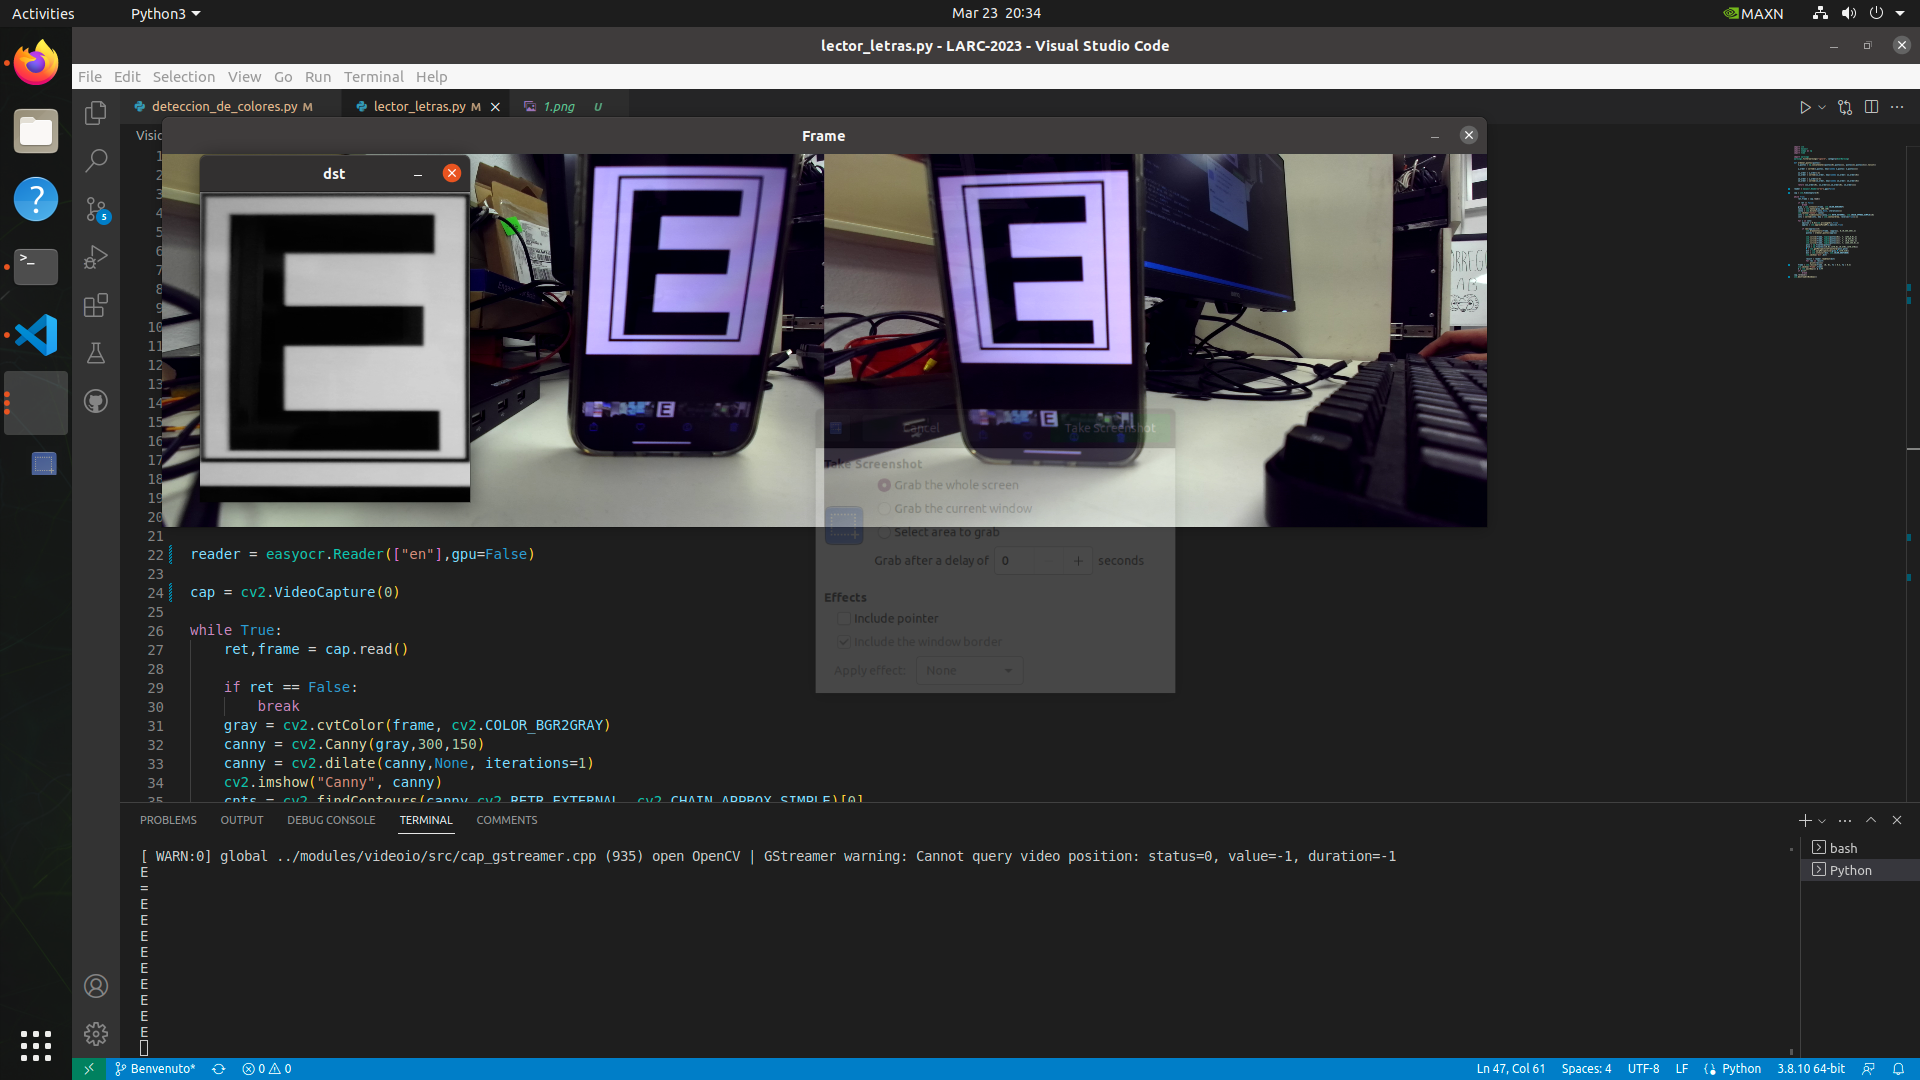 Activities
Python3
Mar 23 20:34
MAXN
lector_letras.py - LARC-2023 - Visual Studio Code
File Edit Selection View Go Run Terminal Help
deteccion_de_colores.py M
lector_letras.py M
1.png U
Frame
dst
E
E
E
E
E
5
>_
?
1
2
3
4
5
6
7
8
9
10
11
12
13
14
15
16
17
18
19
20
21
22 reader = easyocr.Reader(["en"],gpu=False)
23
24 cap = cv2.VideoCapture(0)
25
26 while True:
27 ret,frame = cap.read()
28
29 if ret == False:
30 break
31 gray = cv2.cvtColor(frame, cv2.COLOR_BGR2GRAY)
32 canny = cv2.Canny(gray,300,150)
33 canny = cv2.dilate(canny,None, iterations=1)
34 cv2.imshow("Canny", canny)
35 cnts = cv2.findContours(canny,cv2.RETR_EXTERNAL, cv2.CHAIN_APPROX_SIMPLE)[0]
Cancel
Take Screenshot
Take Screenshot
Grab the whole screen
Grab the current window
Select area to grab
Grab after a delay of 0 + seconds
Effects
Include pointer
Include the window border
Apply effect: None
PROBLEMS OUTPUT DEBUG CONSOLE TERMINAL COMMENTS
[ WARN:0] global ../modules/videoio/src/cap_gstreamer.cpp (935) open OpenCV | GStreamer warning: Cannot query video position: status=0, value=-1, duration=-1
E
=
E
E
E
E
E
E
E
E
E
bash
Python
Benvenuto*
0 0
Ln 47, Col 61
Spaces: 4
UTF-8
LF
Python
3.8.10 64-bit